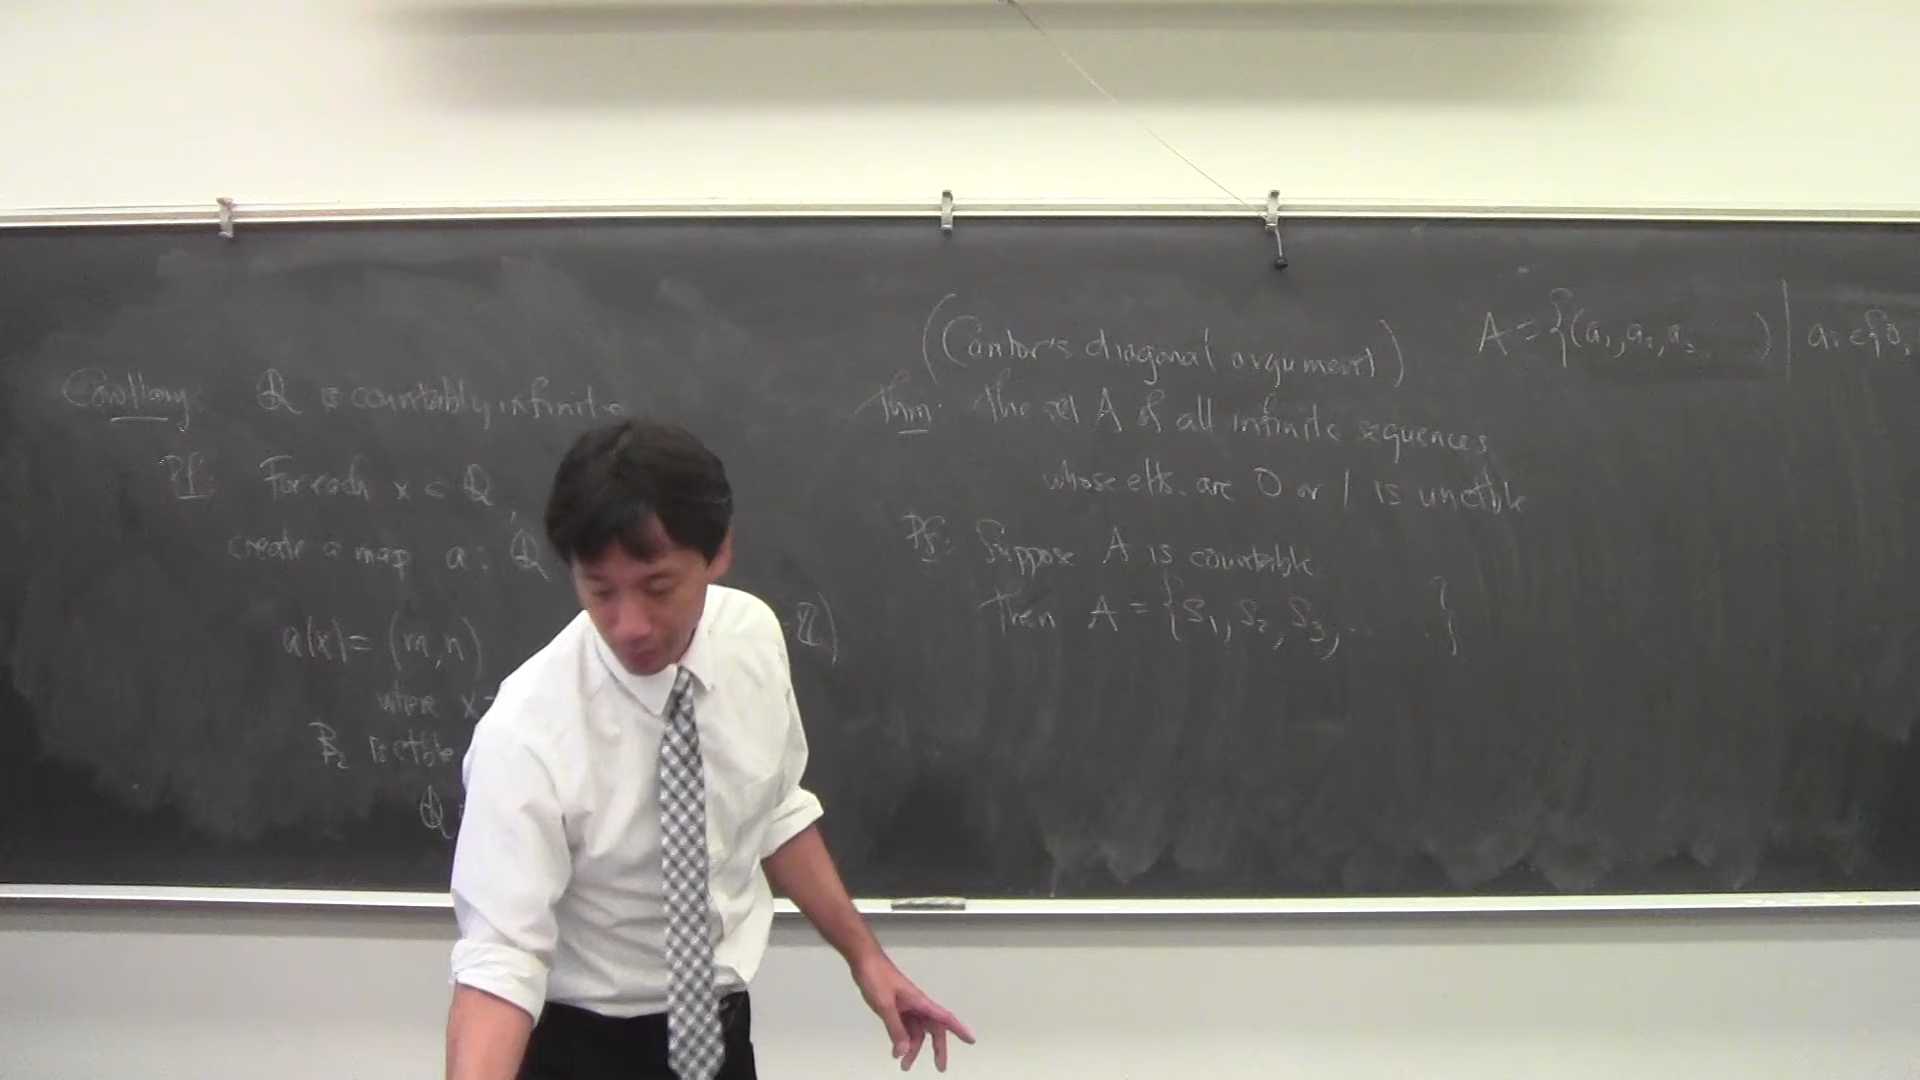 Corollary: ℚ is countably infinite
Pf: For each x ∈ ℚ,
create a map a: ℚ
a(x) = (m,n)
where x =
B₂ is ctble
ℚ
ℤ)
(Cantor's diagonal argument)
A = {(a₁, a₂, a₃ ... ) | aᵢ ∈ {0,
Thm: The set A of all infinite sequences
whose elts. are 0 or 1 is unctble
Pf: Suppose A is countable
Then A = {S₁, S₂, S₃, ... }